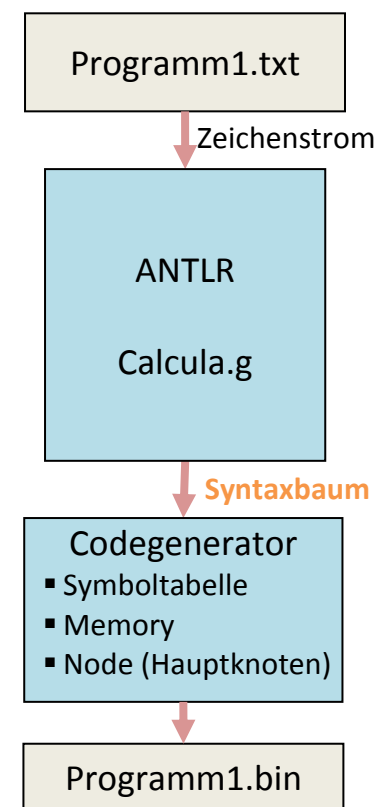 Programm1.txt
Zeichenstrom
ANTLR
Calcula.g
Syntaxbaum
Codegenerator
▪ Symboltabelle
▪ Memory
▪ Node (Hauptknoten)
Programm1.bin